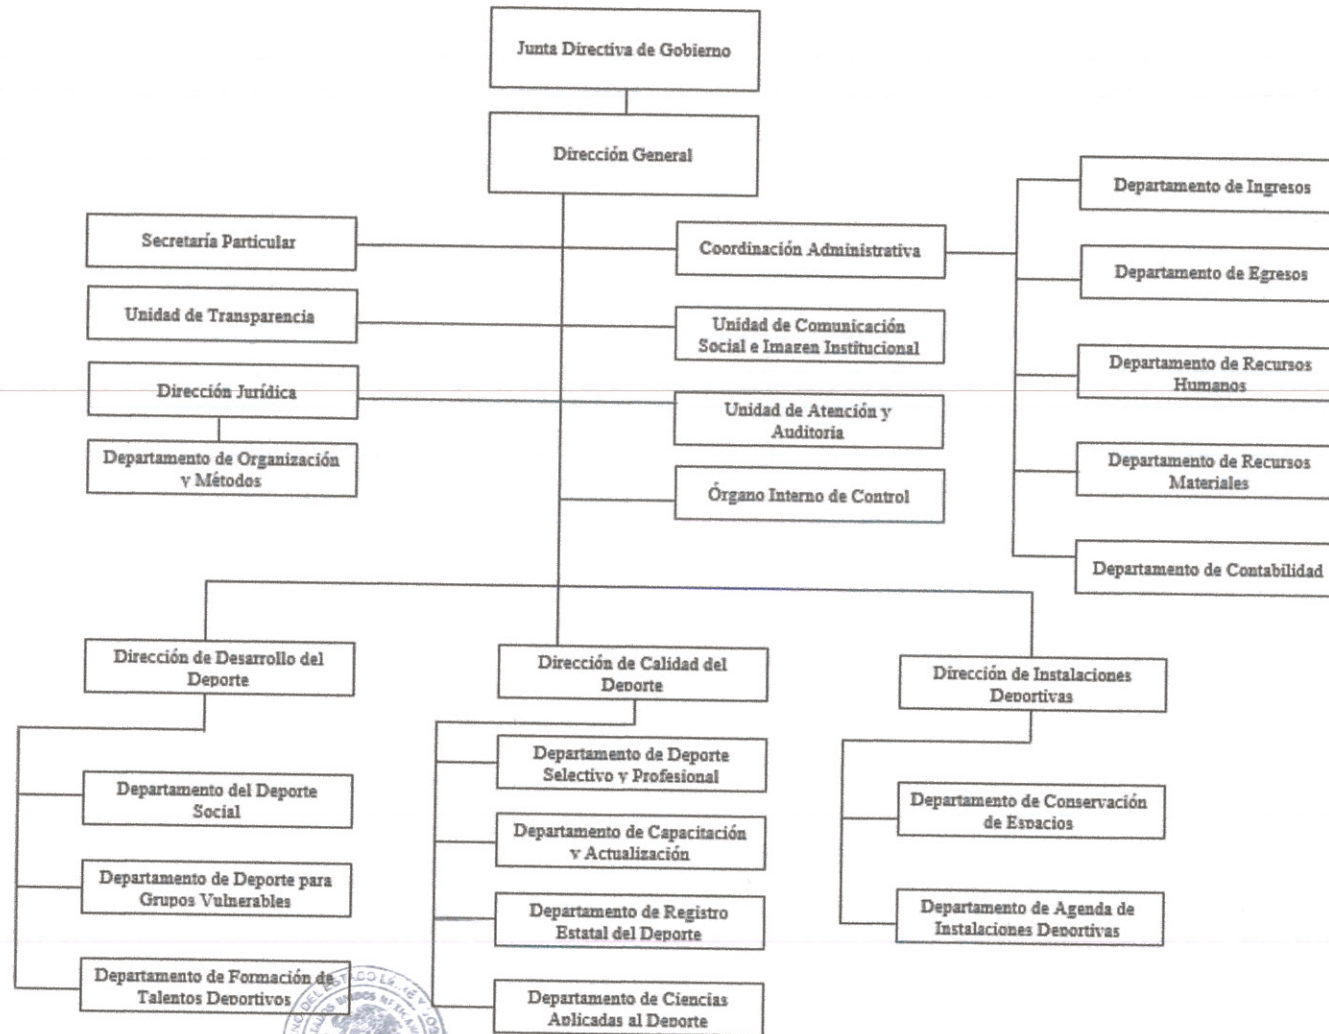 Junta Directiva de Gobierno
Dirección General
Departamento de Ingresos
Secretaría Particular
Coordinación Administrativa
Departamento de Egresos
Unidad de Transparencia
Unidad de Comunicación
Social e Imagen Institucional
Departamento de Recursos
Humanos
Dirección Jurídica
Unidad de Atención y
Auditoria
Departamento de Organización
y Métodos
Departamento de Recursos
Materiales
Órgano Interno de Control
Departamento de Contabilidad
Dirección de Desarrollo del
Deporte
Dirección de Calidad del
Deporte
Dirección de Instalaciones
Deportivas
Departamento del Deporte
Social
Departamento de Deporte para
Grupos Vulnerables
Departamento de Formación de
Talentos Deportivos
Departamento de Deporte
Selectivo y Profesional
Departamento de Capacitación
y Actualización
Departamento de Registro
Estatal del Deporte
Departamento de Ciencias
Aplicadas al Deporte
Departamento de Conservación
de Espacios
Departamento de Agenda de
Instalaciones Deportivas
DEL ESTADO